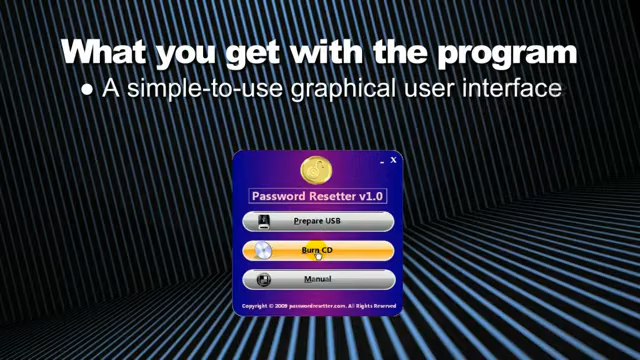 What you get with the program
● A simple-to-use graphical user interface
Password Resetter v1.0
Prepare USB
Burn CD
Manual
Copyright © 2009 passwordresetter.com. All Rights Reserved